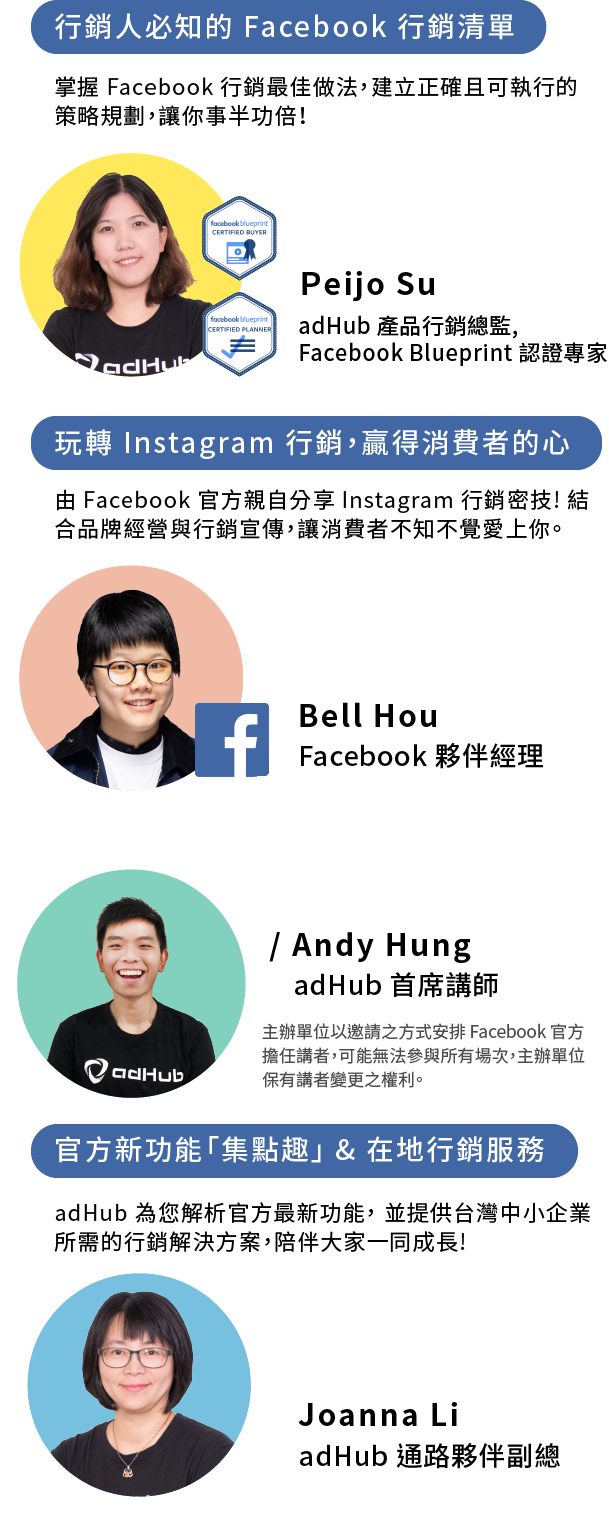 行銷人必知的 Facebook 行銷清單
掌握 Facebook 行銷最佳做法，建立正確且可執行的
策略規劃，讓你事半功倍！
facebook blueprint
CERTIFIED BUYER
facebook blueprint
CERTIFIED PLANNER
adHub
Peijo Su
adHub 產品行銷總監,
Facebook Blueprint 認證專家
玩轉 Instagram 行銷，贏得消費者的心
由 Facebook 官方親自分享 Instagram 行銷密技! 結
合品牌經營與行銷宣傳，讓消費者不知不覺愛上你。
f
Bell Hou
Facebook 夥伴經理
/ Andy Hung
adHub 首席講師
adHub
主辦單位以邀請之方式安排 Facebook 官方
擔任講者，可能無法參與所有場次，主辦單位
保有講者變更之權利。
官方新功能「集點趣」 & 在地行銷服務
adHub 為您解析官方最新功能， 並提供台灣中小企業
所需的行銷解決方案，陪伴大家一同成長!
Joanna Li
adHub 通路夥伴副總